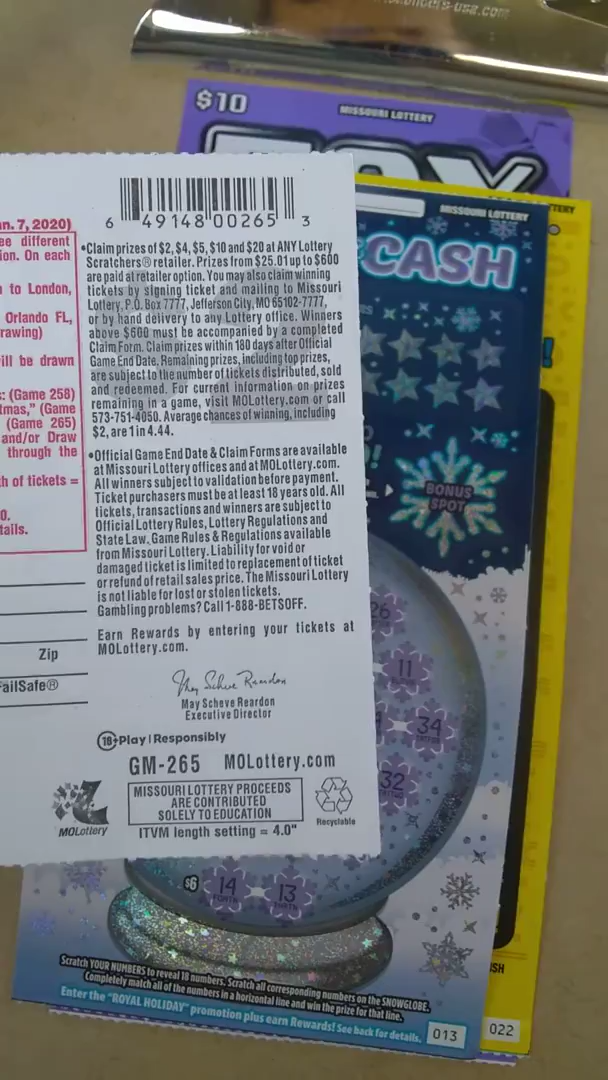 $10
MISSOURI LOTTERY
MISSOURI LOTTERY
CASH
6 49148 00265 3
an. 7, 2020)
ee different
ion. On each
to London,
Orlando FL,
rawing)
ill be drawn
: (Game 258)
tmas," (Game
(Game 265)
and/or Draw
through the
h of tickets =
0.
tails.
Zip
FailSafe®
•Claim prizes of $2, $4, $5, $10 and $20 at ANY Lottery
Scratchers® retailer. Prizes from $25.01 up to $600
are paid at retailer option. You may also claim winning
tickets by signing ticket and mailing to Missouri
Lottery, P.O. Box 7777, Jefferson City, MO 65102-7777,
or by hand delivery to any Lottery office. Winners
above $600 must be accompanied by a completed
Claim Form. Claim prizes within 180 days after Official
Game End Date. Remaining prizes, including top prizes,
are subject to the number of tickets distributed, sold
and redeemed. For current information on prizes
remaining in a game, visit MOLottery.com or call
573-751-4050. Average chances of winning, including
$2, are 1 in 4.44.
•Official Game End Date & Claim Forms are available
at Missouri Lottery offices and at MOLottery.com.
All winners subject to validation before payment.
Ticket purchasers must be at least 18 years old. All
tickets, transactions and winners are subject to
Official Lottery Rules, Lottery Regulations and
State Law. Game Rules & Regulations available
from Missouri Lottery. Liability for void or
damaged ticket is limited to replacement of ticket
or refund of retail sales price. The Missouri Lottery
is not liable for lost or stolen tickets.
Gambling problems? Call 1-888-BETSOFF.
Earn Rewards by entering your tickets at
MOLottery.com.
May Scheve Reardon
May Scheve Reardon
Executive Director
18+ Play Responsibly
GM-265 MOLottery.com
MISSOURI LOTTERY PROCEEDS
ARE CONTRIBUTED
SOLELY TO EDUCATION
ITVM length setting = 4.0"
MOLottery
Recyclable
BONUS
SPOT
26
11
34
32
$6
14
13
Scratch YOUR NUMBERS to reveal 18 numbers. Scratch all corresponding numbers on the SNOWGLOBE.
Completely match all of the numbers in a horizontal line and win the prize for that line.
Enter the "ROYAL HOLIDAY" promotion plus earn Rewards! See back for details.
013
022